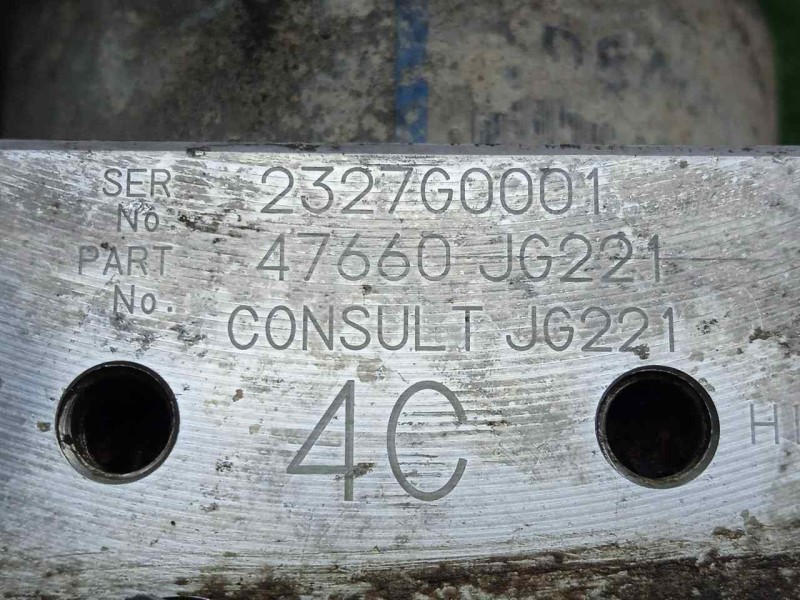 SER 2327G0001
No.
PART 47660 JG221
No.
CONSULT JG221
4C